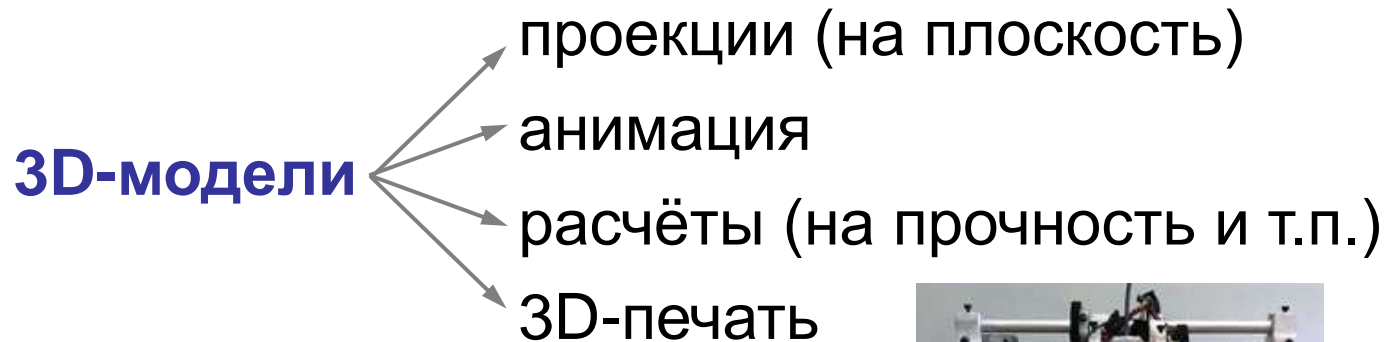 проекции (на плоскость)
анимация
3D-модели
расчёты (на прочность и т.п.)
3D-печать